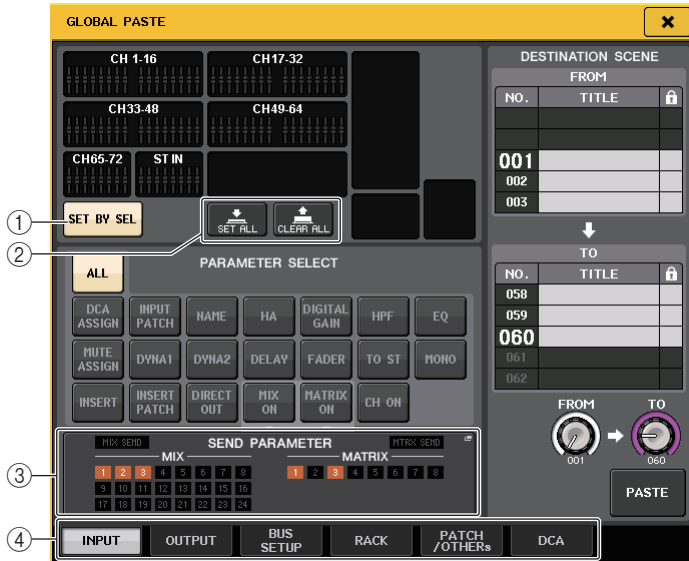 GLOBAL PASTE
CH 1-16
CH17-32
CH33-48
CH49-64
CH65-72
ST IN
① SET BY SEL
②
SET ALL
CLEAR ALL
ALL
PARAMETER SELECT
DCA ASSIGN
INPUT PATCH
NAME
HA
DIGITAL GAIN
HPF
EQ
MUTE ASSIGN
DYNA1
DYNA2
DELAY
FADER
TO ST
MONO
INSERT
INSERT PATCH
DIRECT OUT
MIX ON
MATRIX ON
CH ON
③
MIX SEND
SEND PARAMETER
MTRX SEND
MIX
MATRIX
1 2 3 4 5 6 7 8
9 10 11 12 13 14 15 16
17 18 19 20 21 22 23 24
1 2 3 4 5 6 7 8
④
INPUT
OUTPUT
BUS SETUP
RACK
PATCH /OTHERs
DCA
DESTINATION SCENE
FROM
NO. TITLE
001
002
003
TO
NO. TITLE
058
059
060
061
062
FROM
TO
001
060
PASTE